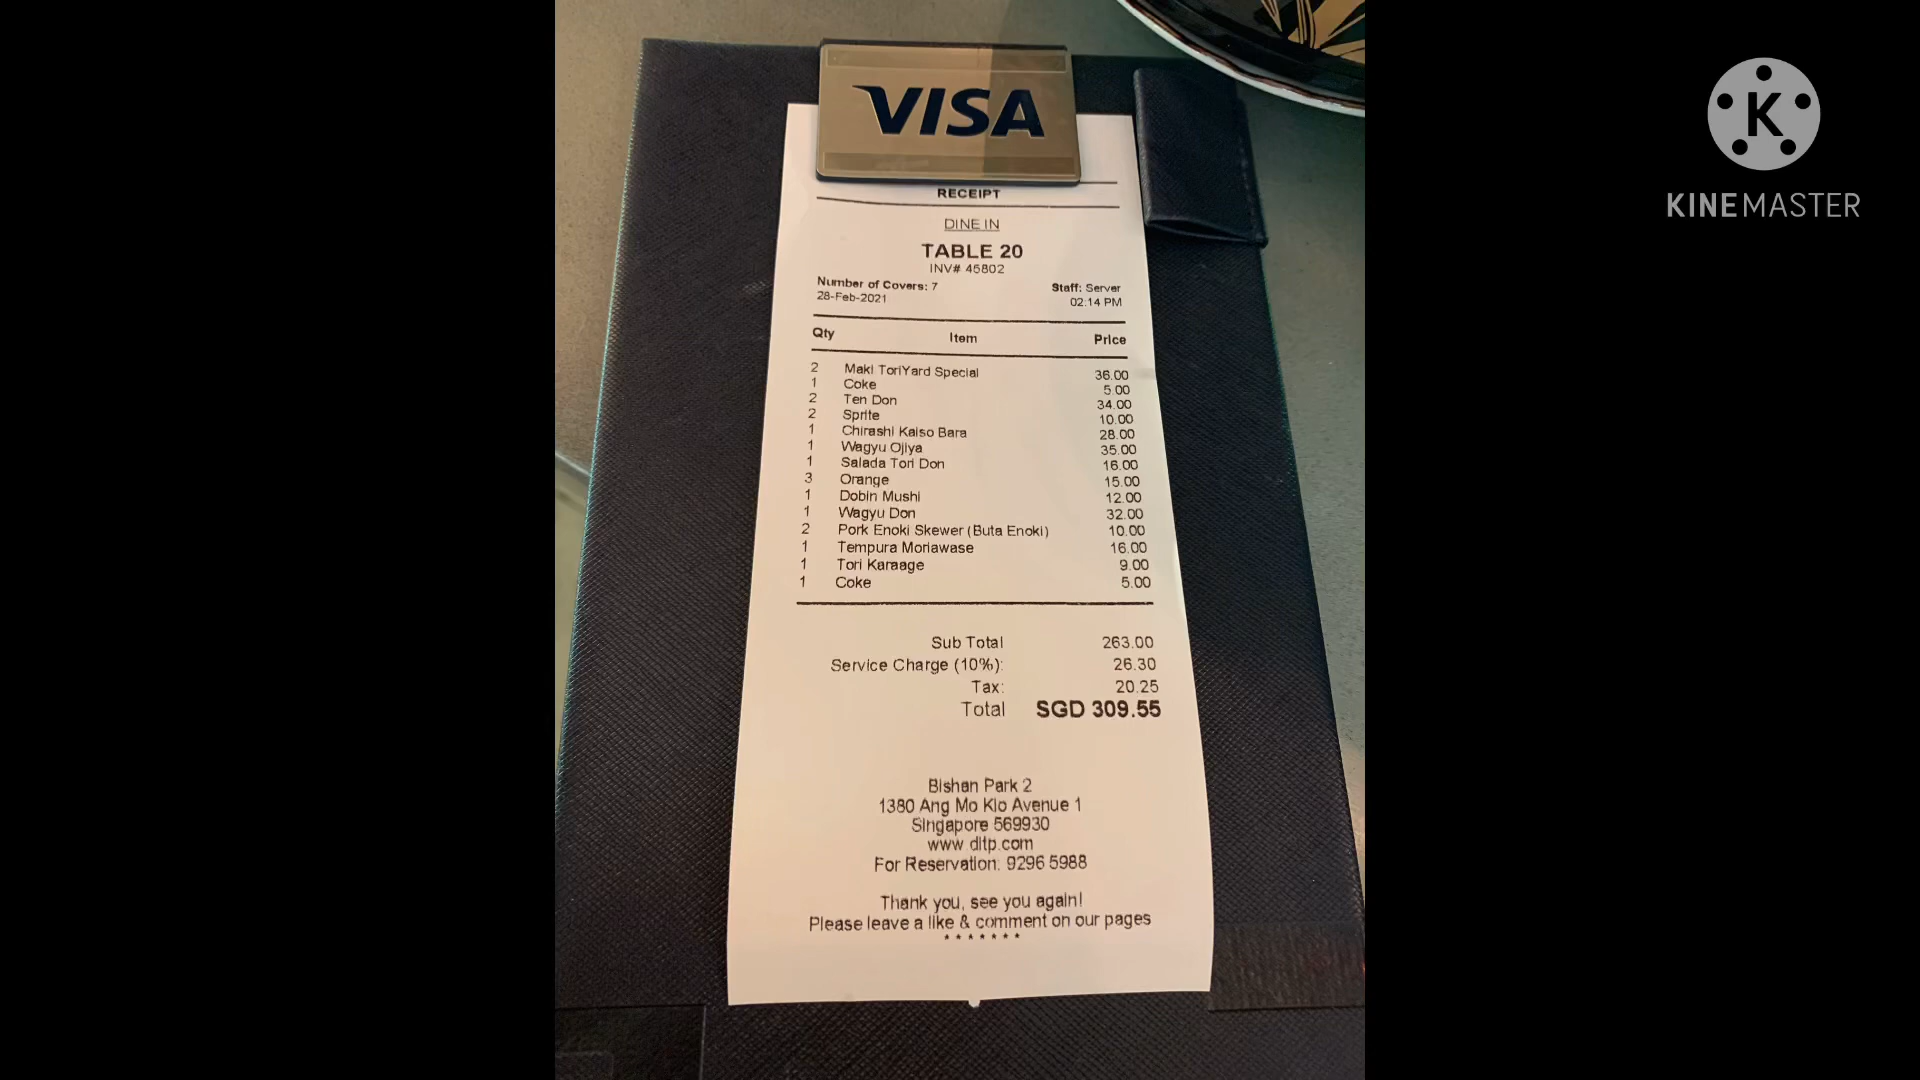 VISA
RECEIPT
DINE IN
TABLE 20
INV# 45802
Number of Covers: 7 Staff: Server
28-Feb-2021 02:14 PM
Qty Item Price
2 Maki ToriYard Special 36.00
1 Coke 5.00
2 Ten Don 34.00
2 Sprite 10.00
1 Chirashi Kaiso Bara 28.00
1 Wagyu Ojiya 35.00
1 Salada Tori Don 16.00
3 Orange 15.00
1 Dobin Mushi 12.00
1 Wagyu Don 32.00
2 Pork Enoki Skewer (Buta Enoki) 10.00
1 Tempura Moriawase 16.00
1 Tori Karaage 9.00
1 Coke 5.00
Sub Total 263.00
Service Charge (10%): 26.30
Tax: 20.25
Total SGD 309.55
Bishan Park 2
1380 Ang Mo Kio Avenue 1
Singapore 569930
www.ditp.com
For Reservation: 9296 5988
Thank you, see you again!
Please leave a like & comment on our pages
*******
K
KINEMASTER